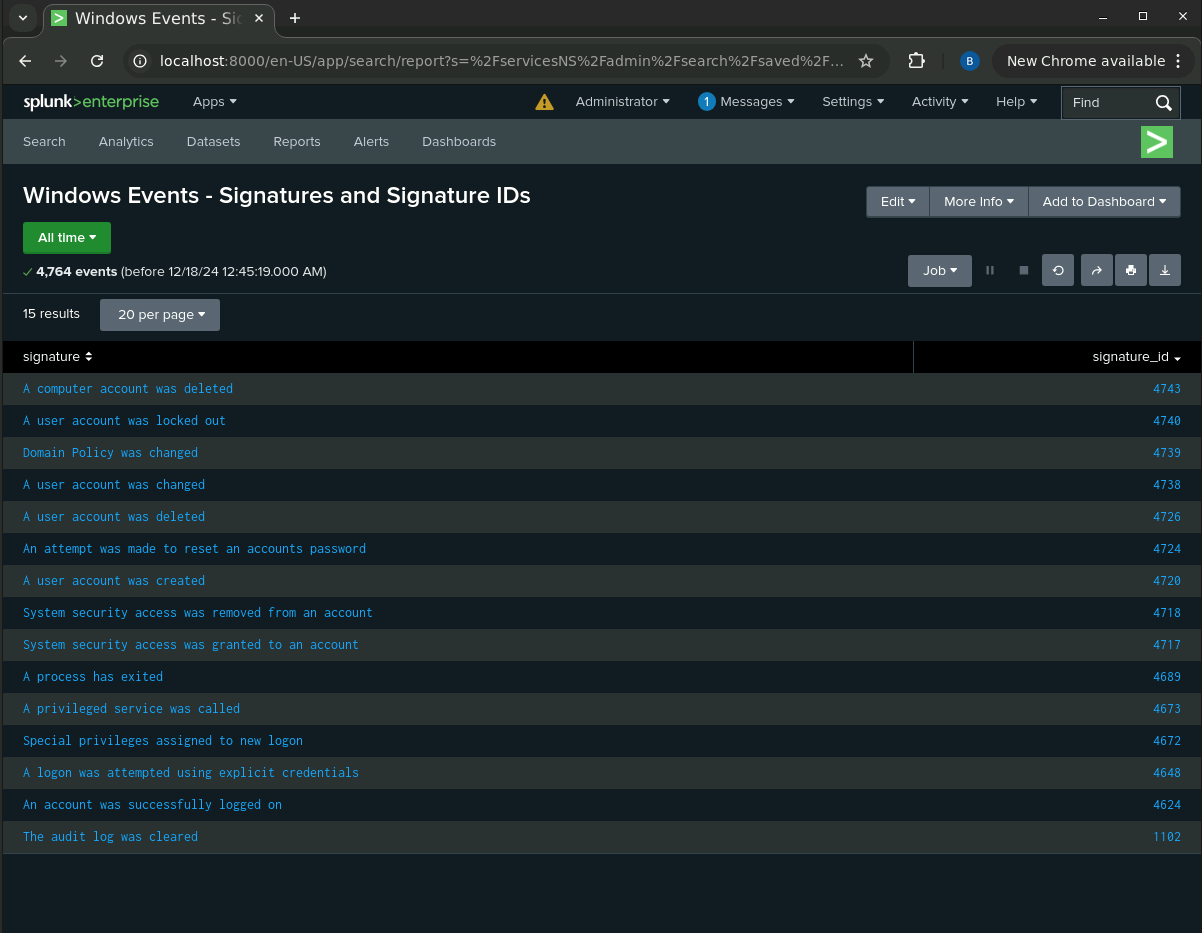 Windows Events - Si
localhost:8000/en-US/app/search/report?s=%2FservicesNS%2Fadmin%2Fsearch%2Fsaved%2F...
B
New Chrome available
splunk>enterprise
Apps
Administrator
1 Messages
Settings
Activity
Help
Find
Search
Analytics
Datasets
Reports
Alerts
Dashboards
Windows Events - Signatures and Signature IDs
Edit
More Info
Add to Dashboard
All time
4,764 events (before 12/18/24 12:45:19.000 AM)
Job
15 results
20 per page
signature signature_id
A computer account was deleted 4743
A user account was locked out 4740
Domain Policy was changed 4739
A user account was changed 4738
A user account was deleted 4726
An attempt was made to reset an accounts password 4724
A user account was created 4720
System security access was removed from an account 4718
System security access was granted to an account 4717
A process has exited 4689
A privileged service was called 4673
Special privileges assigned to new logon 4672
A logon was attempted using explicit credentials 4648
An account was successfully logged on 4624
The audit log was cleared 1102